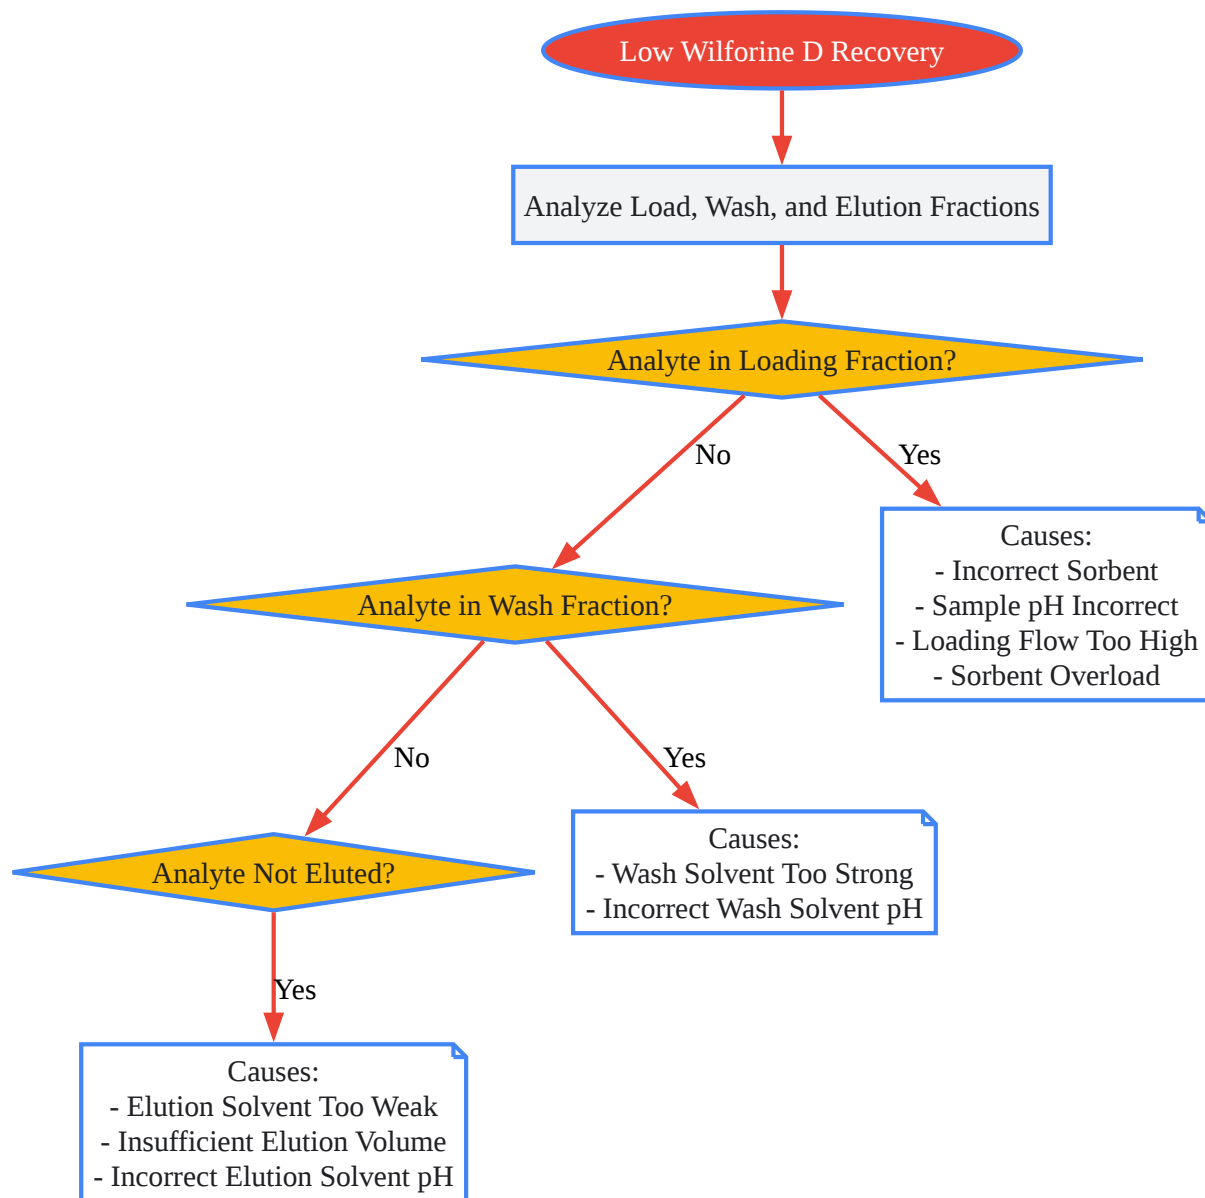 Low Wilforine D Recovery
Analyze Load, Wash, and Elution Fractions
Analyte in Loading Fraction?
No
Yes
Causes:
- Incorrect Sorbent
- Sample pH Incorrect
- Loading Flow Too High
- Sorbent Overload
Analyte in Wash Fraction?
No
Yes
Causes:
- Wash Solvent Too Strong
- Incorrect Wash Solvent pH
Analyte Not Eluted?
Yes
Causes:
- Elution Solvent Too Weak
- Insufficient Elution Volume
- Incorrect Elution Solvent pH